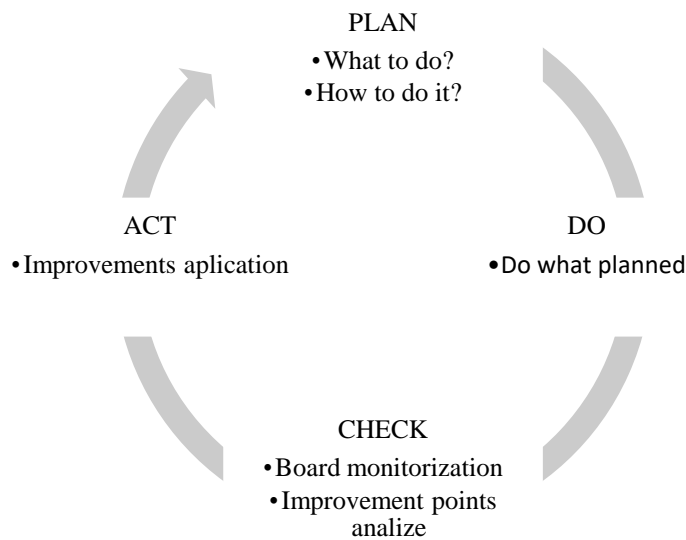 PLAN
•What to do?
•How to do it?
ACT
•Improvements aplication
DO
•Do what planned
CHECK
•Board monitorization
•Improvement points
analize